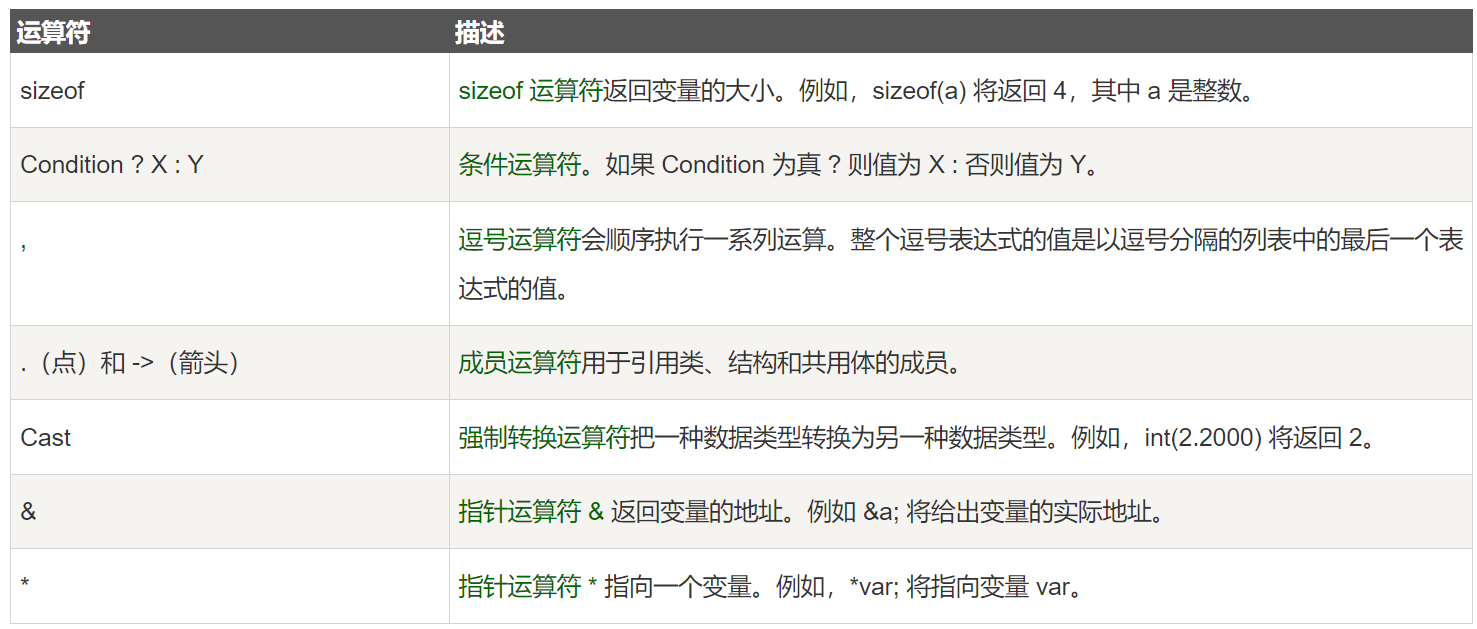 运算符 描述
sizeof sizeof 运算符返回变量的大小。例如，sizeof(a) 将返回 4，其中 a 是整数。
Condition ? X : Y 条件运算符。如果 Condition 为真 ? 则值为 X : 否则值为 Y。
, 逗号运算符会顺序执行一系列运算。整个逗号表达式的值是以逗号分隔的列表中的最后一个表
达式的值。
.（点）和 ->（箭头） 成员运算符用于引用类、结构和共用体的成员。
Cast 强制转换运算符把一种数据类型转换为另一种数据类型。例如，int(2.2000) 将返回 2。
& 指针运算符 & 返回变量的地址。例如 &a; 将给出变量的实际地址。
* 指针运算符 * 指向一个变量。例如，*var; 将指向变量 var。